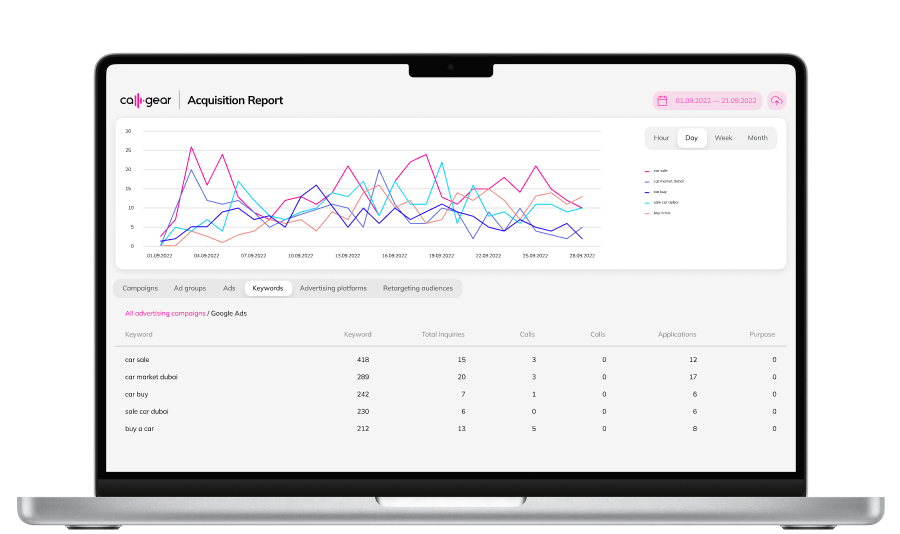 callgear Acquisition Report 01.09.2022 — 21.09.2022
Hour Day Week Month
30
25
20
15
10
5
0
01.09.2022 04.09.2022 07.09.2022 10.09.2022 13.09.2022 16.09.2022 19.09.2022 22.09.2022 25.09.2022 28.09.2022
car sale
car market dubai
car buy
sale car dubai
buy a car
Campaigns Ad groups Ads Keywords Advertising platforms Retargeting audiences
All advertising campaigns / Google Ads
Keyword Keyword Total inquiries Calls Calls Applications Purpose
car sale 418 15 3 0 12 0
car market dubai 289 20 3 0 17 0
car buy 242 7 1 0 6 0
sale car dubai 230 6 0 0 6 0
buy a car 212 13 5 0 8 0